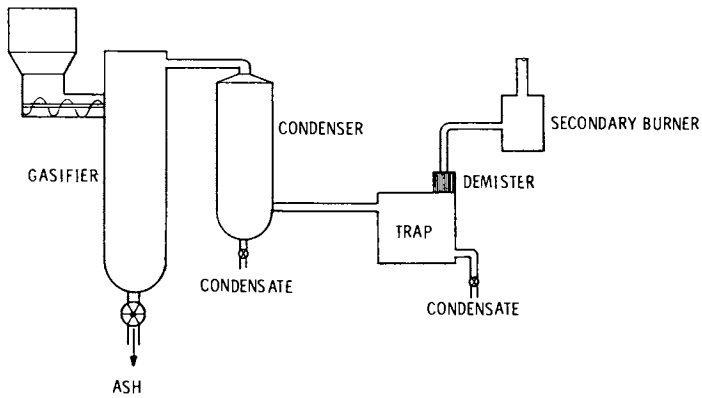 GASIFIER
CONDENSER
SECONDARY BURNER
DEMISTER
TRAP
CONDENSATE
CONDENSATE
ASH